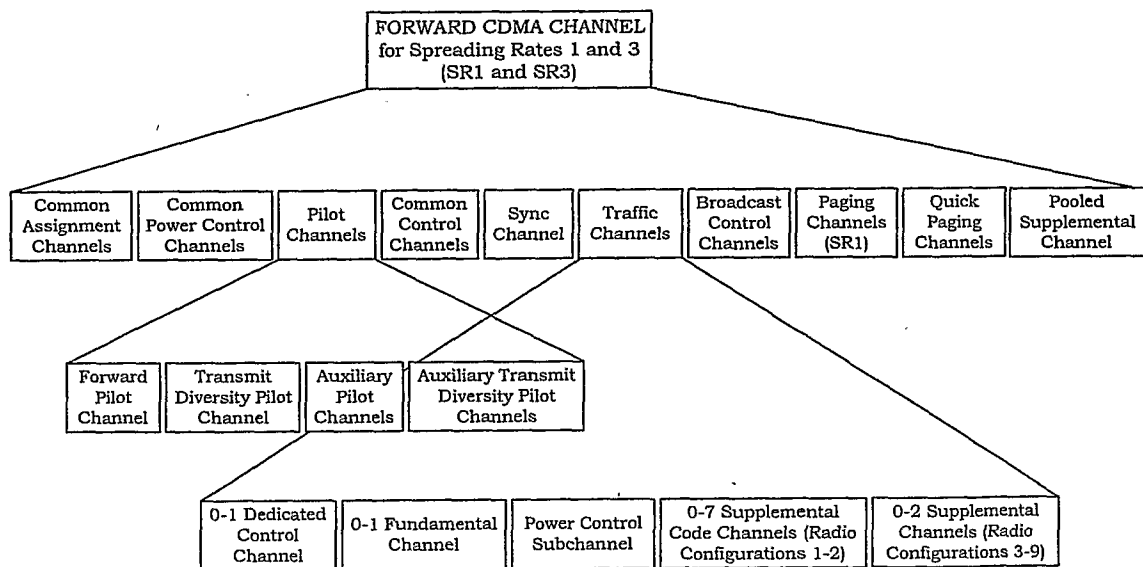 FORWARD CDMA CHANNEL
for Spreading Rates 1 and 3
(SR1 and SR3)
Common
Assignment
Channels
Common
Power Control
Channels
Pilot
Channels
Common
Control
Channels
Sync
Channel
Traffic
Channels
Broadcast
Control
Channels
Paging
Channels
(SR1)
Quick
Paging
Channels
Pooled
Supplemental
Channel
Forward
Pilot
Channel
Transmit
Diversity Pilot
Channel
Auxiliary
Pilot
Channels
Auxiliary Transmit
Diversity Pilot
Channels
0-1 Dedicated
Control
Channel
0-1 Fundamental
Channel
Power Control
Subchannel
0-7 Supplemental
Code Channels (Radio
Configurations 1-2)
0-2 Supplemental
Channels (Radio
Configurations 3-9)